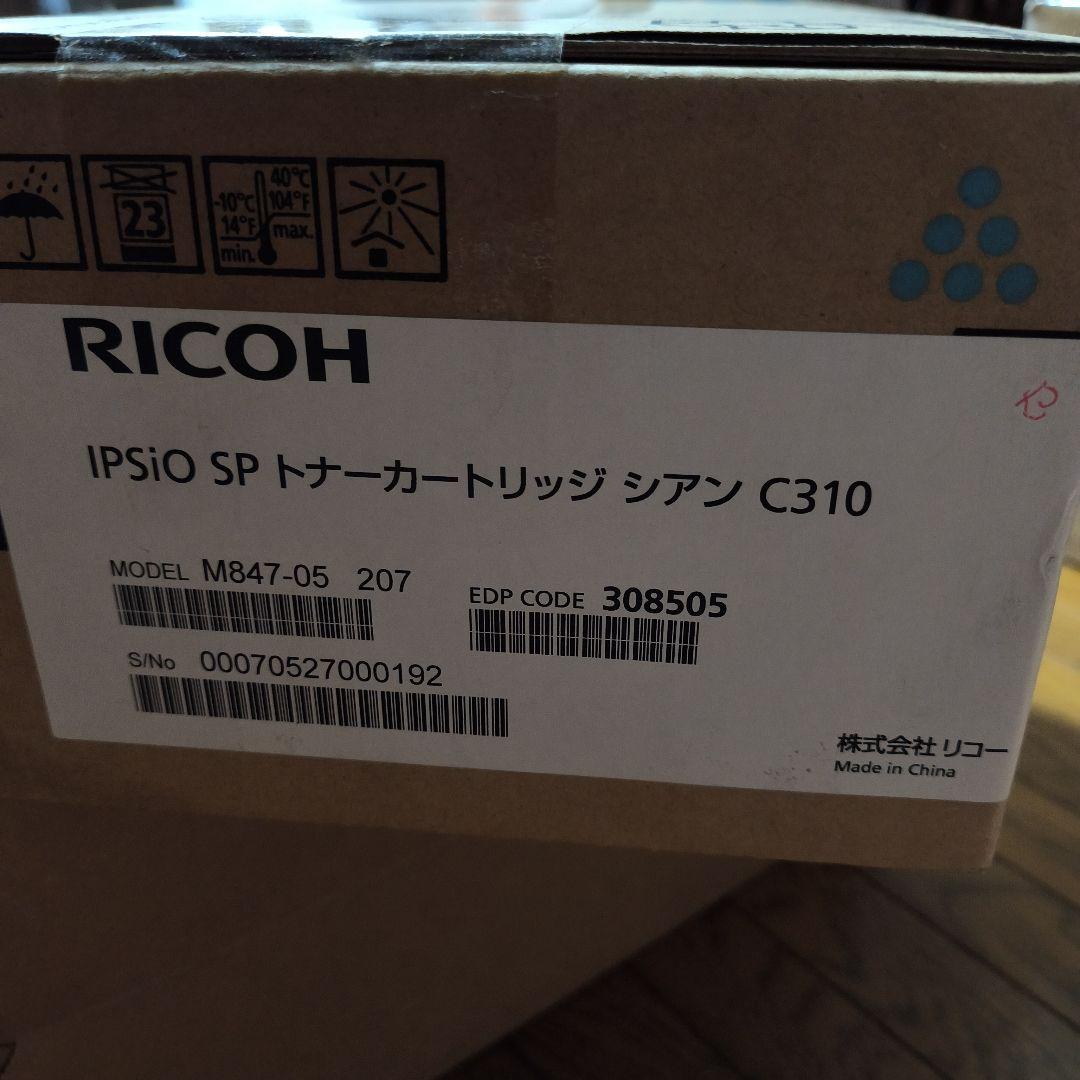 23
40℃
-10℃ 104°F
14°F max.
min.
RICOH
IPSiO SP トナーカートリッジ シアン C310
MODEL M847-05 207
EDP CODE 308505
S/No 00070527000192
株式会社 リコー
Made in China